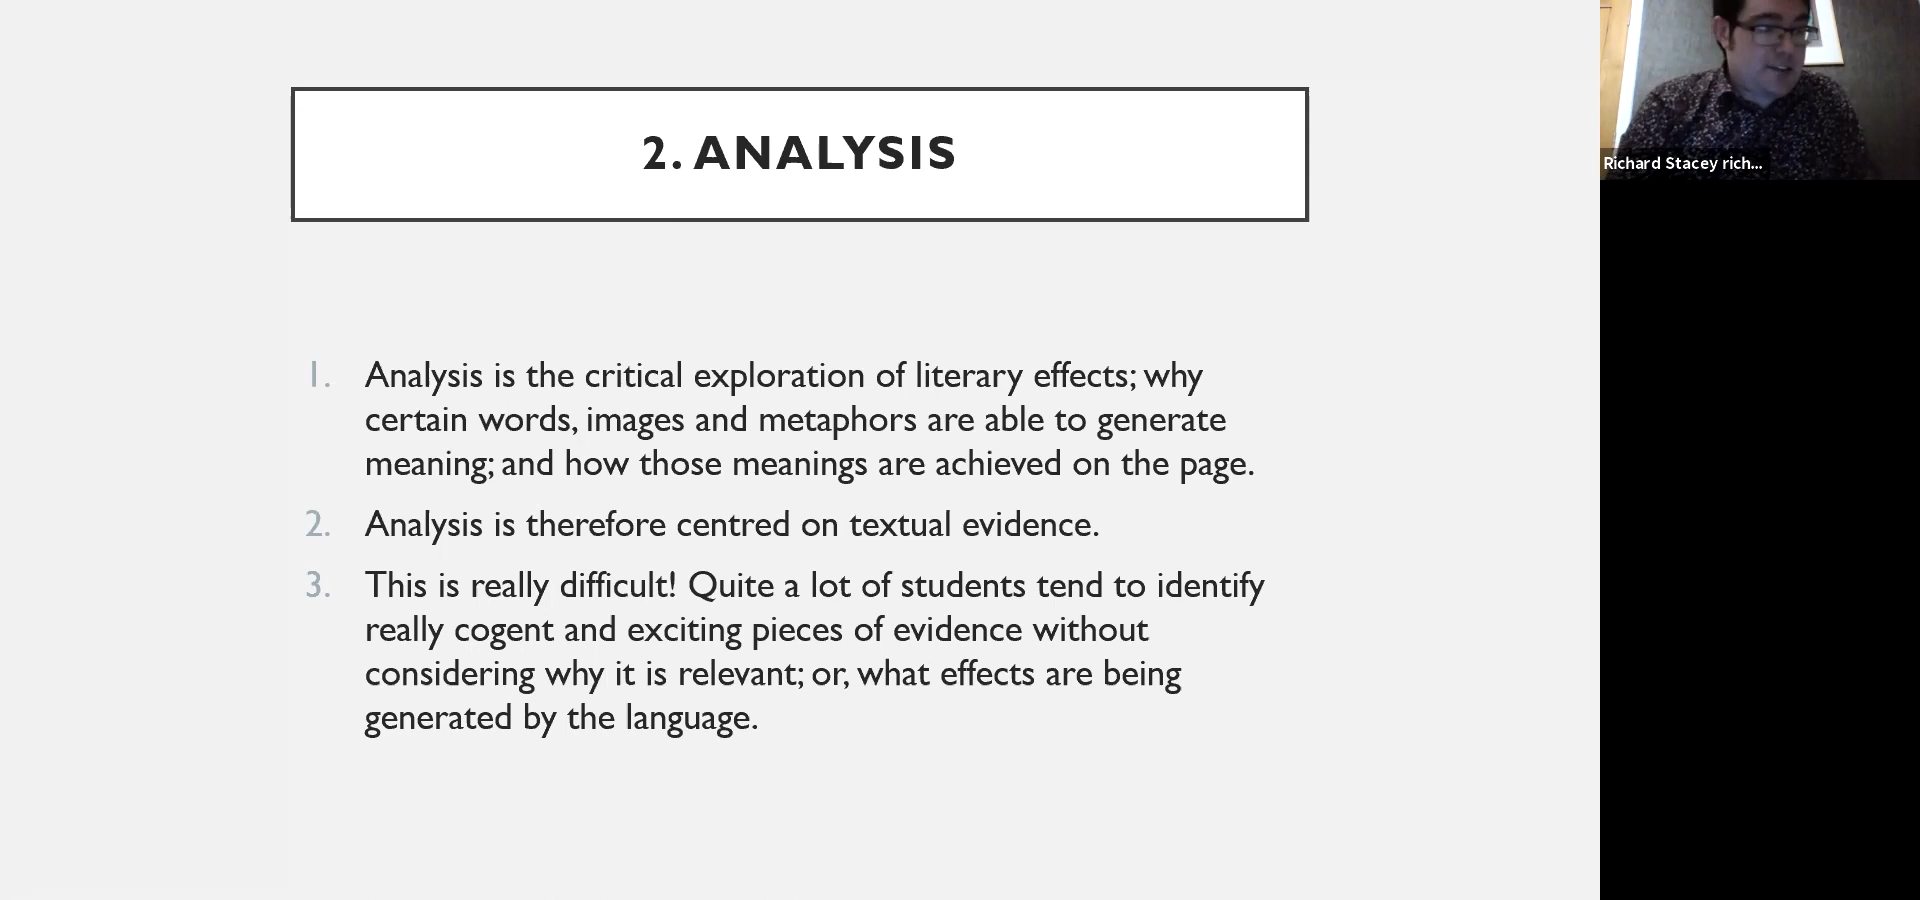 2. ANALYSIS
1. Analysis is the critical exploration of literary effects; why
certain words, images and metaphors are able to generate
meaning; and how those meanings are achieved on the page.
2. Analysis is therefore centred on textual evidence.
3. This is really difficult! Quite a lot of students tend to identify
really cogent and exciting pieces of evidence without
considering why it is relevant; or, what effects are being
generated by the language.
Richard Stacey rich...